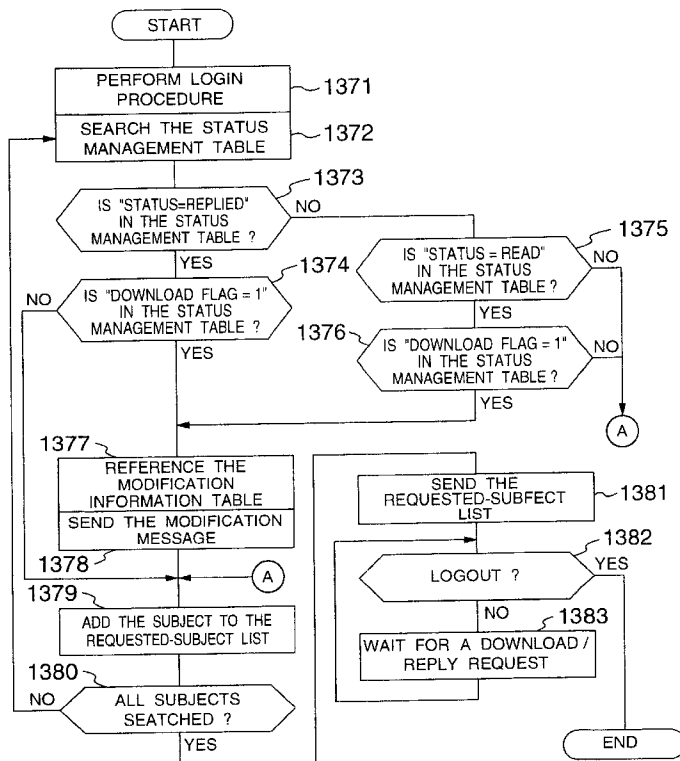 START
PERFORM LOGIN
PROCEDURE
1371
SEARCH THE STATUS
MANAGEMENT TABLE
1372
1373
IS "STATUS=REPLIED"
IN THE STATUS
MANAGEMENT TABLE ?
NO
YES
1374
NO
IS "DOWNLOAD FLAG = 1"
IN THE STATUS
MANAGEMENT TABLE ?
YES
1375
IS "STATUS = READ"
IN THE STATUS
MANAGEMENT TABLE ?
NO
YES
1376
IS "DOWNLOAD FLAG = 1"
IN THE STATUS
MANAGEMENT TABLE ?
NO
YES
A
1377
REFERENCE THE
MODIFICATION
INFORMATION TABLE
SEND THE MODIFICATION
MESSAGE
1378
A
1379
ADD THE SUBJECT TO THE
REQUESTED-SUBJECT LIST
1380
NO
ALL SUBJECTS
SEATCHED ?
YES
SEND THE
REQUESTED-SUBFECT
LIST
1381
1382
LOGOUT ?
YES
NO
1383
WAIT FOR A DOWNLOAD /
REPLY REQUEST
END